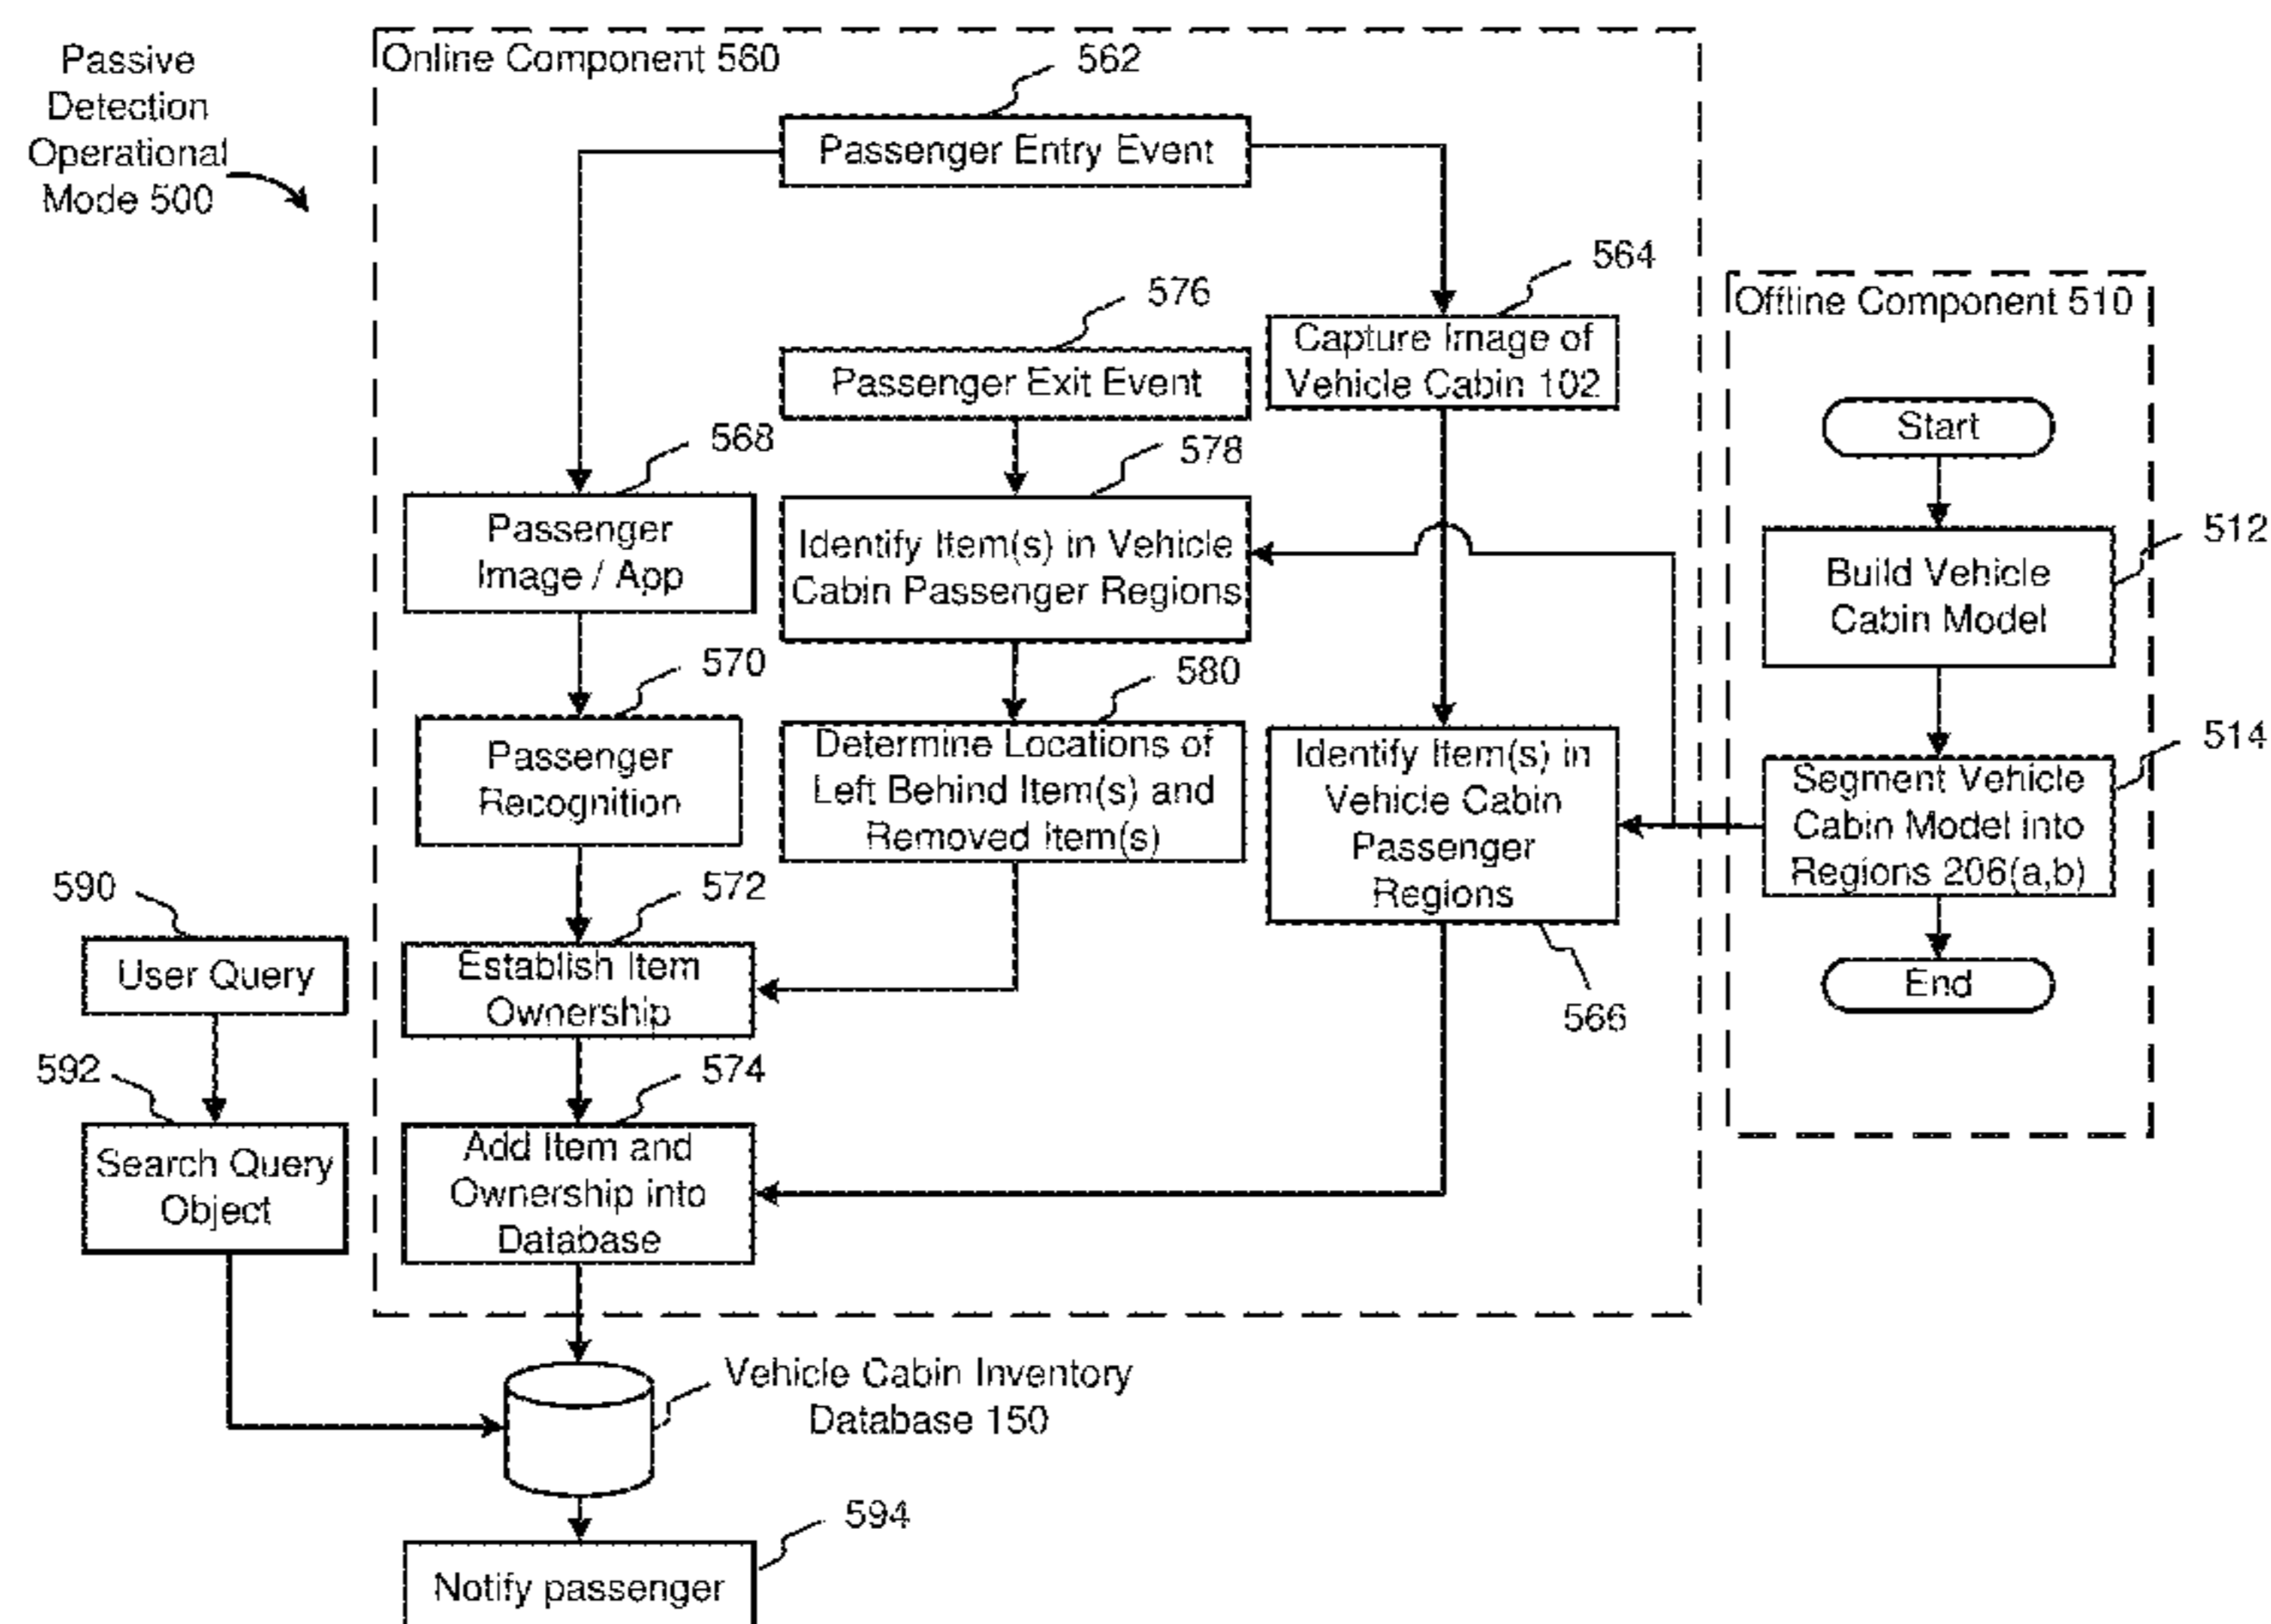 Passive
Detection
Operational
Mode 500
Online Component 560
562
Passenger Entry Event
564
Capture Image of
Vehicle Cabin 102
576
Passenger Exit Event
568
Passenger
Image / App
578
Identify Item(s) in Vehicle
Cabin Passenger Regions
570
Passenger
Recognition
580
Determine Locations of
Left Behind Item(s) and
Removed Item(s)
Identify Item(s) in
Vehicle Cabin
Passenger
Regions
566
572
Establish Item
Ownership
574
Add Item and
Ownership into
Database
Offline Component 510
Start
512
Build Vehicle
Cabin Model
514
Segment Vehicle
Cabin Model into
Regions 206(a,b)
End
590
User Query
592
Search Query
Object
Vehicle Cabin Inventory
Database 150
594
Notify passenger